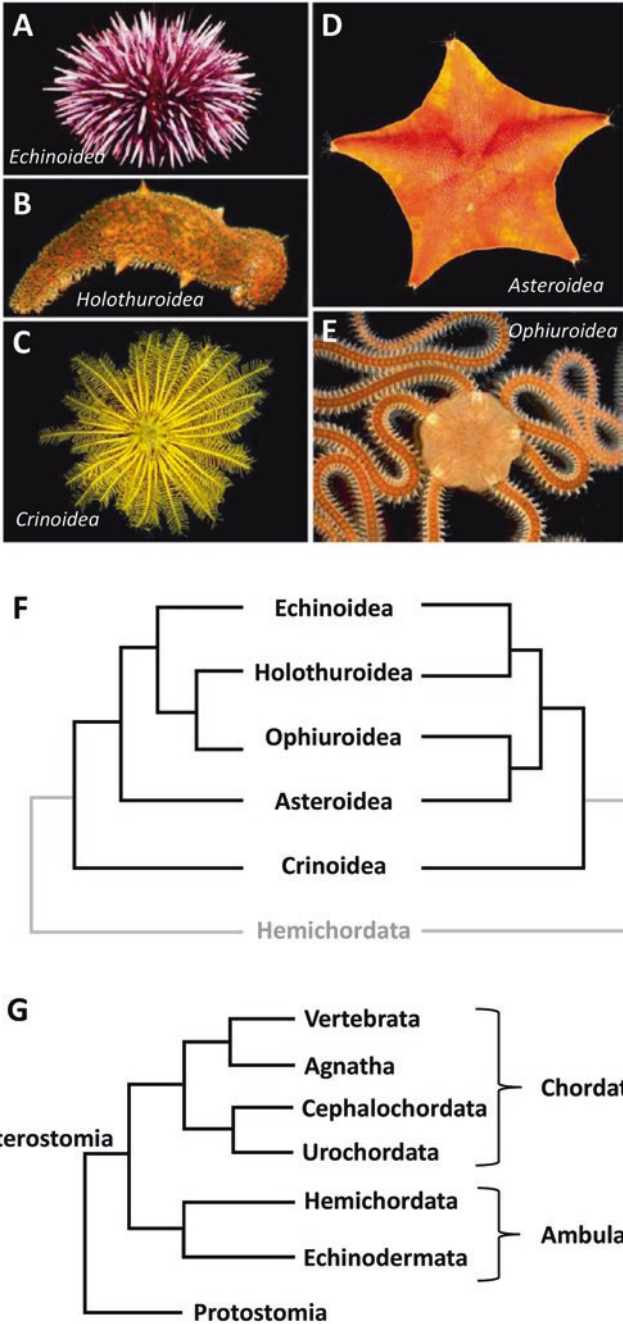 A
Echinoidea
B
Holothuroidea
C
Crinoidea
D
Asteroidea
E
Ophiuroidea
F
Echinoidea
Holothuroidea
Ophiuroidea
Asteroidea
Crinoidea
Hemichordata
G
Vertebrata
Agnatha
Cephalochordata
Urochordata
Chordat
terostomia
Hemichordata
Echinodermata
Ambula
Protostomia